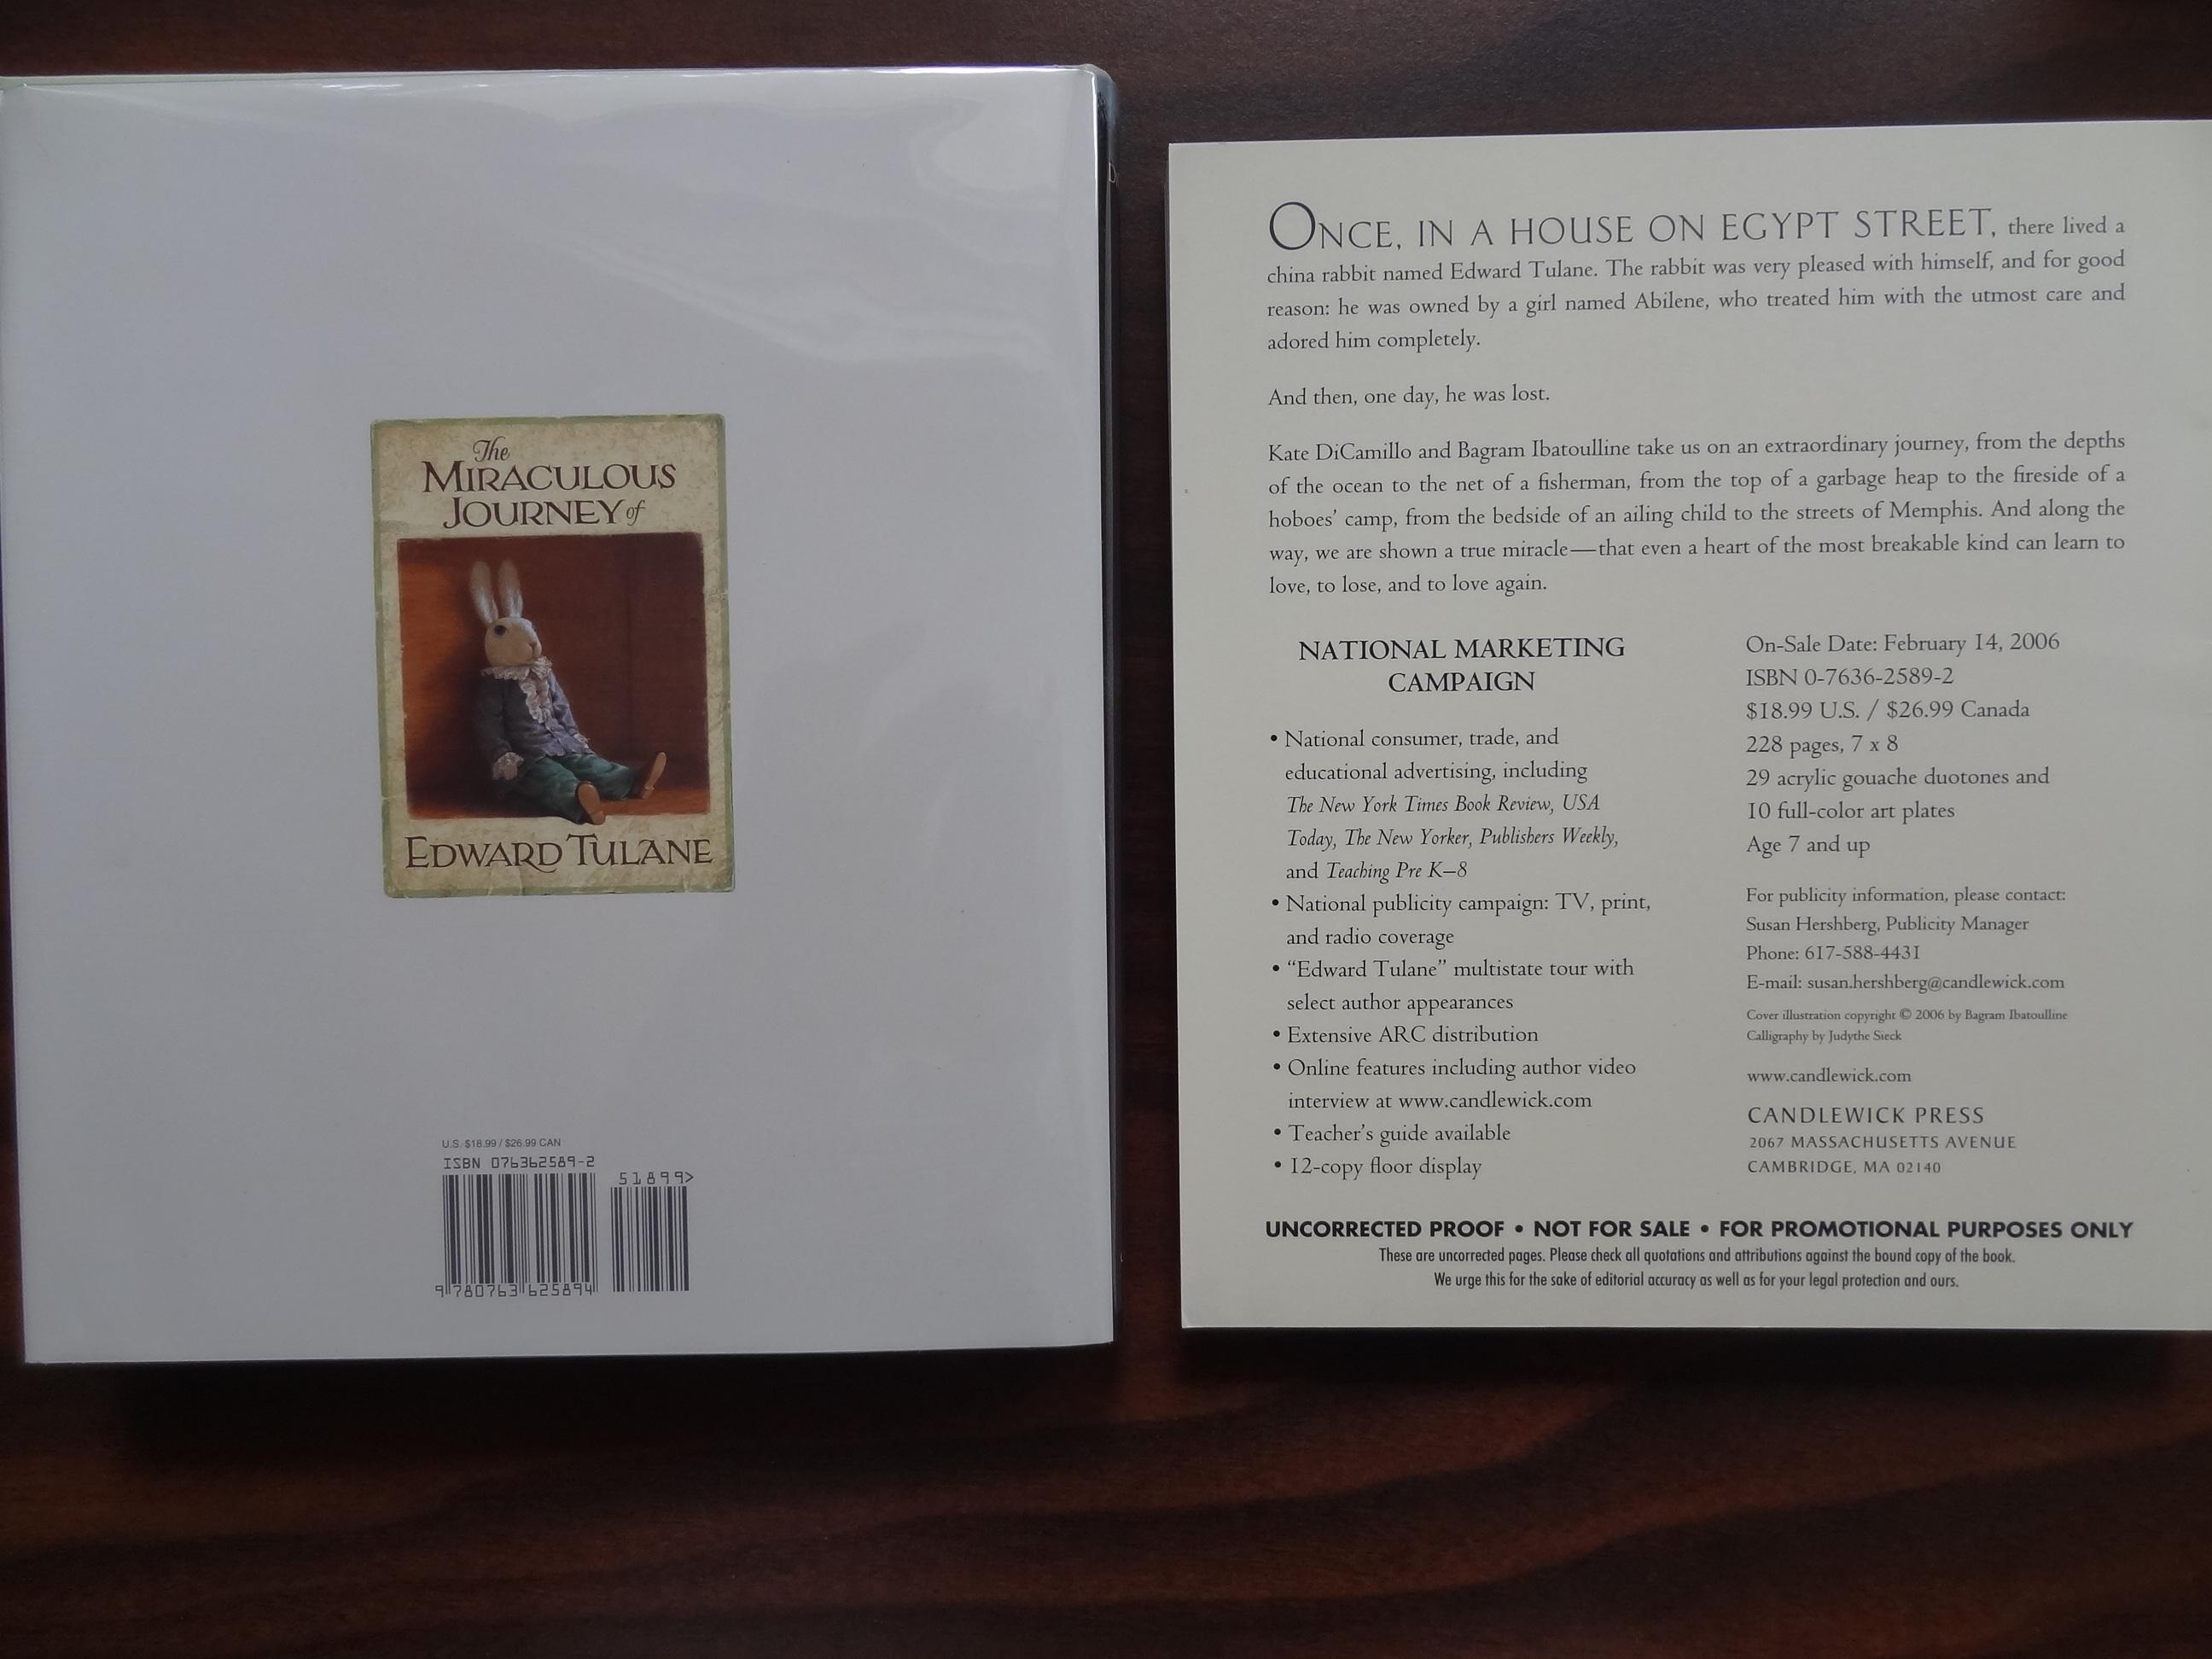 The
MIRACULOUS
JOURNEY of
EDWARD TULANE
U.S. $18.99 / $26.99 CAN
ISBN 076362589-2
51899>
9 780763 625894
ONCE, IN A HOUSE ON EGYPT STREET, there lived a
china rabbit named Edward Tulane. The rabbit was very pleased with himself, and for good
reason: he was owned by a girl named Abilene, who treated him with the utmost care and
adored him completely.
And then, one day, he was lost.
Kate DiCamillo and Bagram Ibatoulline take us on an extraordinary journey, from the depths
of the ocean to the net of a fisherman, from the top of a garbage heap to the fireside of a
hoboes' camp, from the bedside of an ailing child to the streets of Memphis. And along the
way, we are shown a true miracle—that even a heart of the most breakable kind can learn to
love, to lose, and to love again.
NATIONAL MARKETING
CAMPAIGN
• National consumer, trade, and
educational advertising, including
The New York Times Book Review, USA
Today, The New Yorker, Publishers Weekly,
and Teaching Pre K–8
• National publicity campaign: TV, print,
and radio coverage
• "Edward Tulane" multistate tour with
select author appearances
• Extensive ARC distribution
• Online features including author video
interview at www.candlewick.com
• Teacher's guide available
• 12-copy floor display
On-Sale Date: February 14, 2006
ISBN 0-7636-2589-2
$18.99 U.S. / $26.99 Canada
228 pages, 7 x 8
29 acrylic gouache duotones and
10 full-color art plates
Age 7 and up
For publicity information, please contact:
Susan Hershberg, Publicity Manager
Phone: 617-588-4431
E-mail: susan.hershberg@candlewick.com
Cover illustration copyright © 2006 by Bagram Ibatoulline
Calligraphy by Judythe Sieck
www.candlewick.com
CANDLEWICK PRESS
2067 MASSACHUSETTS AVENUE
CAMBRIDGE, MA 02140
UNCORRECTED PROOF • NOT FOR SALE • FOR PROMOTIONAL PURPOSES ONLY
These are uncorrected pages. Please check all quotations and attributions against the bound copy of the book.
We urge this for the sake of editorial accuracy as well as for your legal protection and ours.